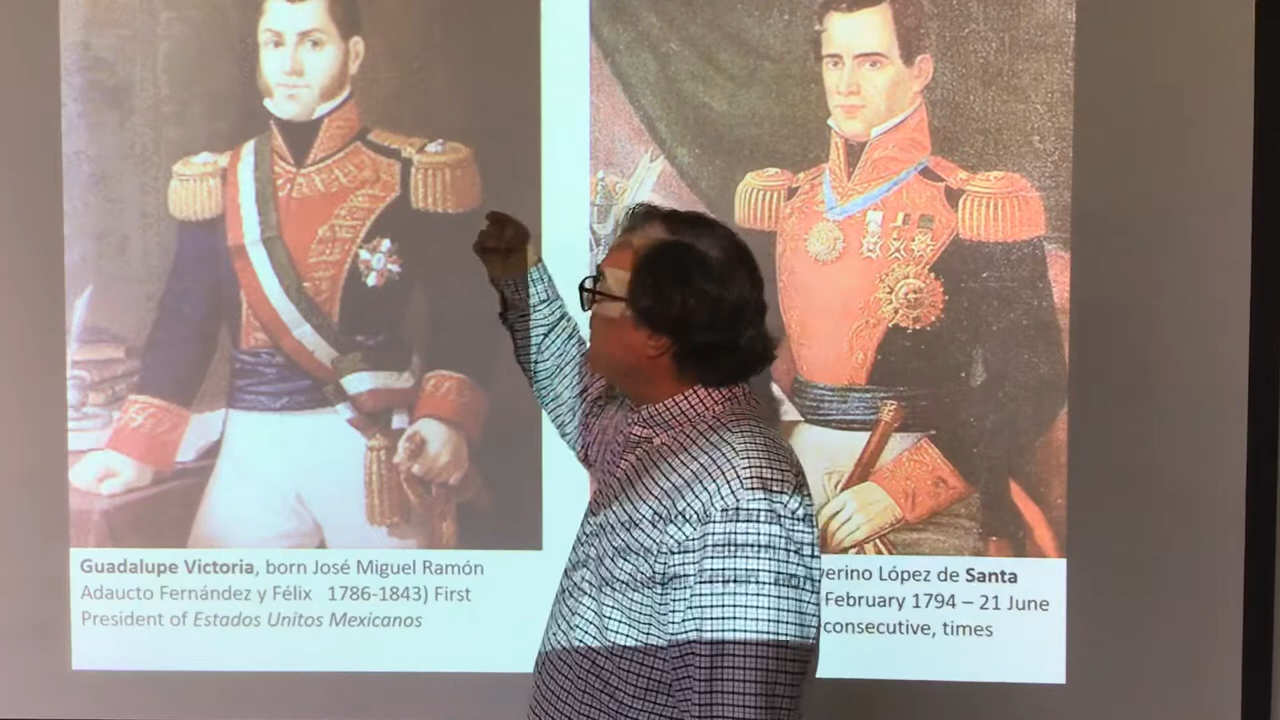 Guadalupe Victoria, born José Miguel Ramón
Adaucto Fernández y Félix 1786-1843) First
President of Estados Unitos Mexicanos
López de Santa
February 1794 – 21 June
consecutive, times